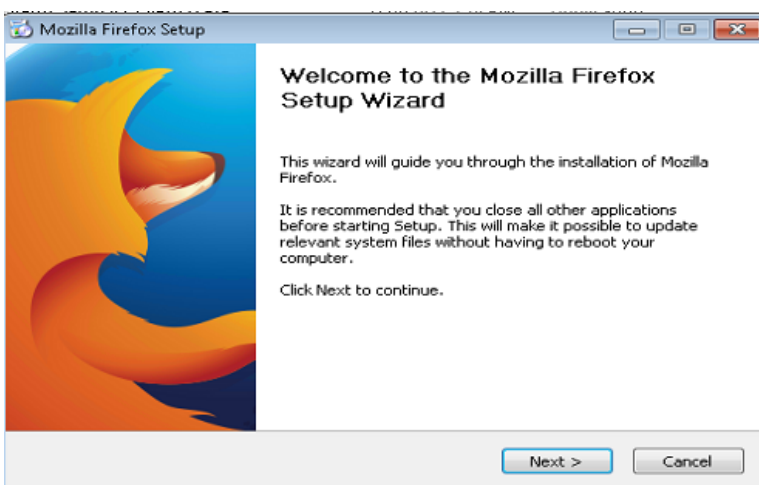 Mozilla Firefox Setup
Welcome to the Mozilla Firefox
Setup Wizard
This wizard will guide you through the installation of Mozilla
Firefox.
It is recommended that you close all other applications
before starting Setup. This will make it possible to update
relevant system files without having to reboot your
computer.
Click Next to continue.
Next >
Cancel